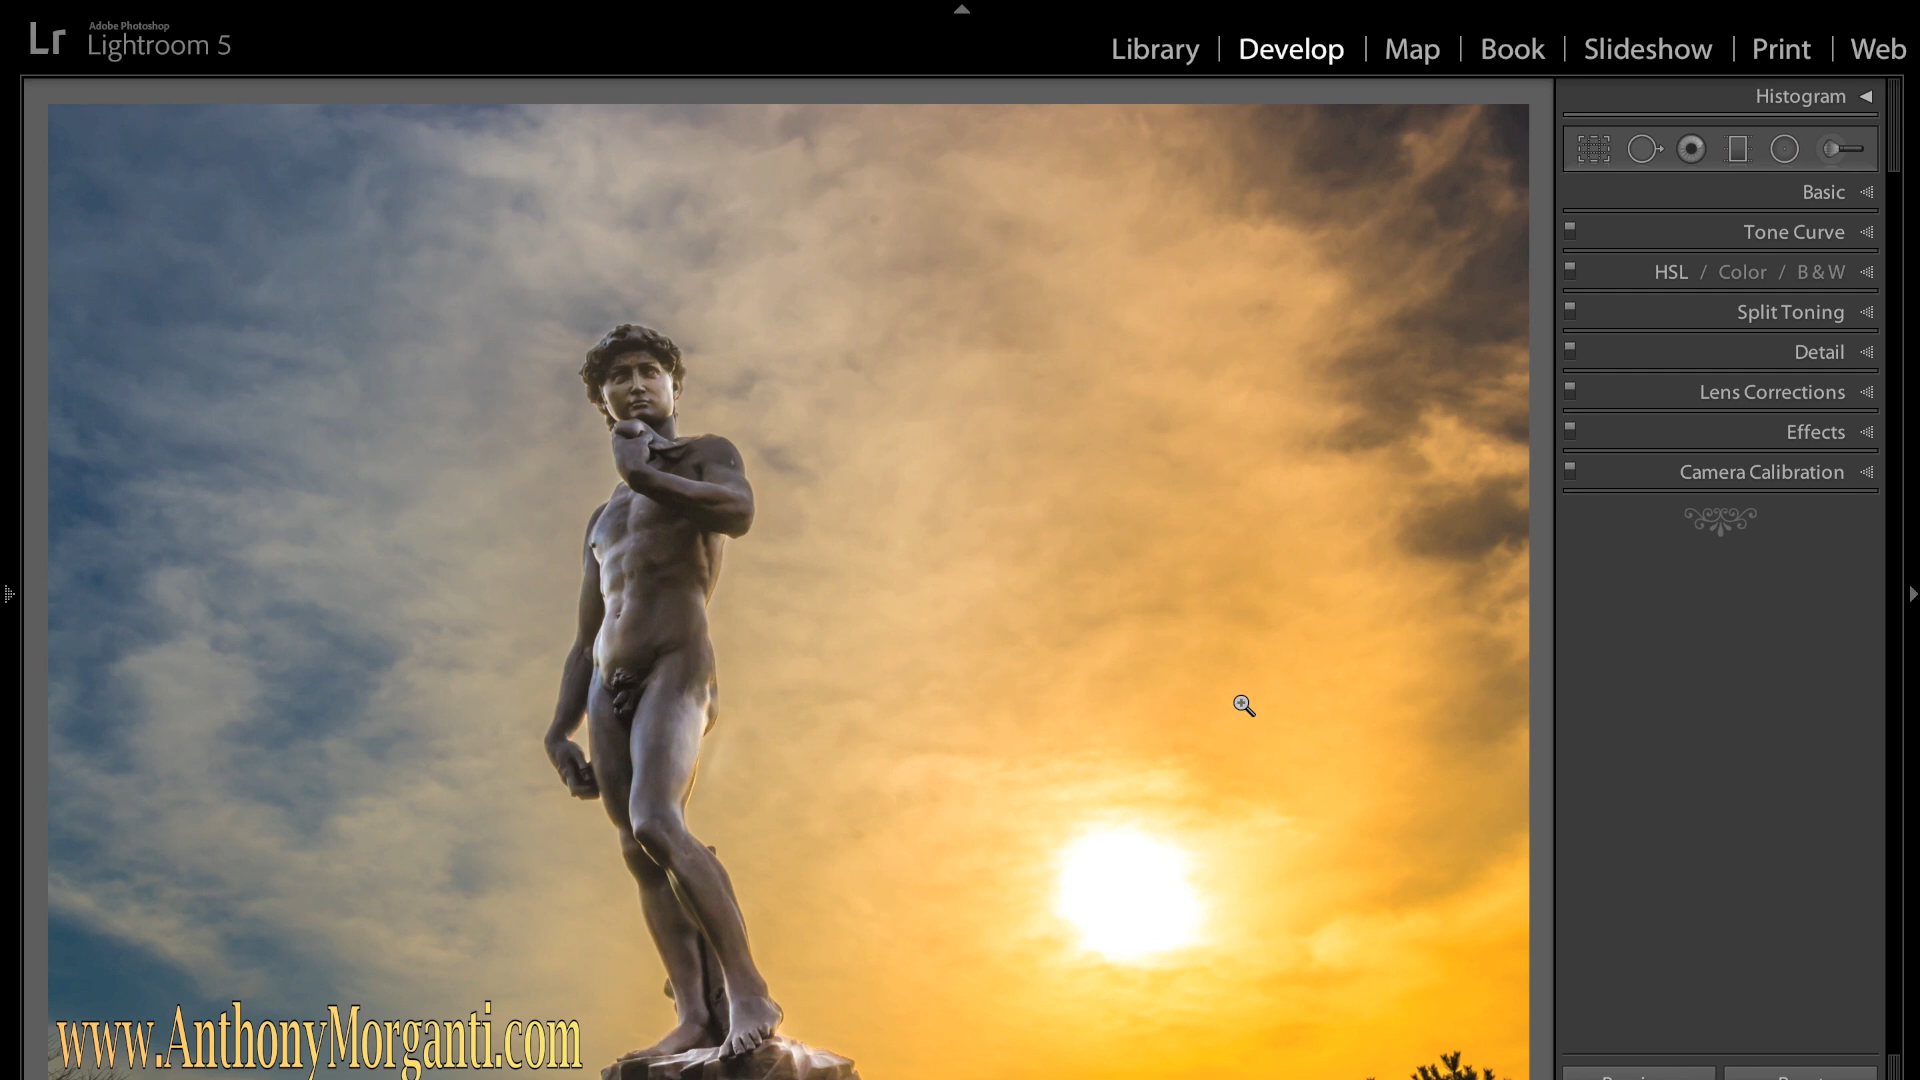 Lr
Adobe Photoshop
Lightroom 5
Library | Develop | Map | Book | Slideshow | Print | Web
Histogram
Basic
Tone Curve
HSL / Color / B & W
Split Toning
Detail
Lens Corrections
Effects
Camera Calibration
www.AnthonyMorganti.com